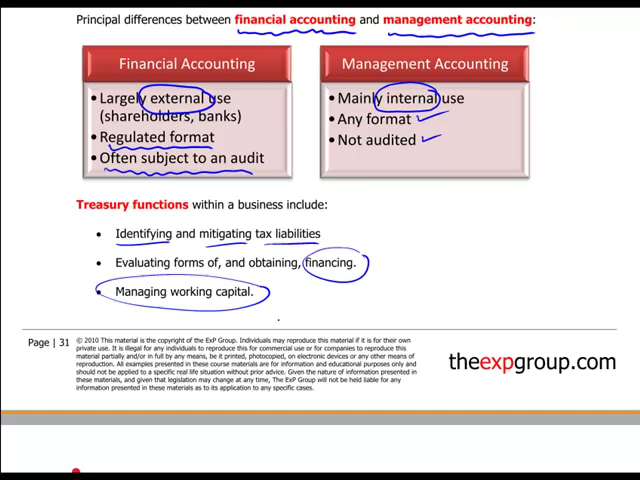 Principal differences between financial accounting and management accounting:
Financial Accounting
• Largely external use
(shareholders, banks)
• Regulated format
• Often subject to an audit
Management Accounting
• Mainly internal use
• Any format
• Not audited
Treasury functions within a business include:
• Identifying and mitigating tax liabilities
• Evaluating forms of, and obtaining, financing.
• Managing working capital.
Page | 31
© 2010 This material is the copyright of the ExP Group. Individuals may reproduce this material if it is for their own
private use. It is illegal for any individuals to reproduce this for commercial use or for companies to reproduce this
material partially and/or in full by any means, be it printed, photocopied, on electronic devices or any other means of
reproduction. All examples presented in these course materials are for information and educational purposes only and
should not be applied to a specific real life situation without prior advice. Given the nature of information presented in
these materials, and given that legislation may change at any time, The ExP Group will not be held liable for any
information presented in these materials as to its application to any specific cases.
theexpgroup.com